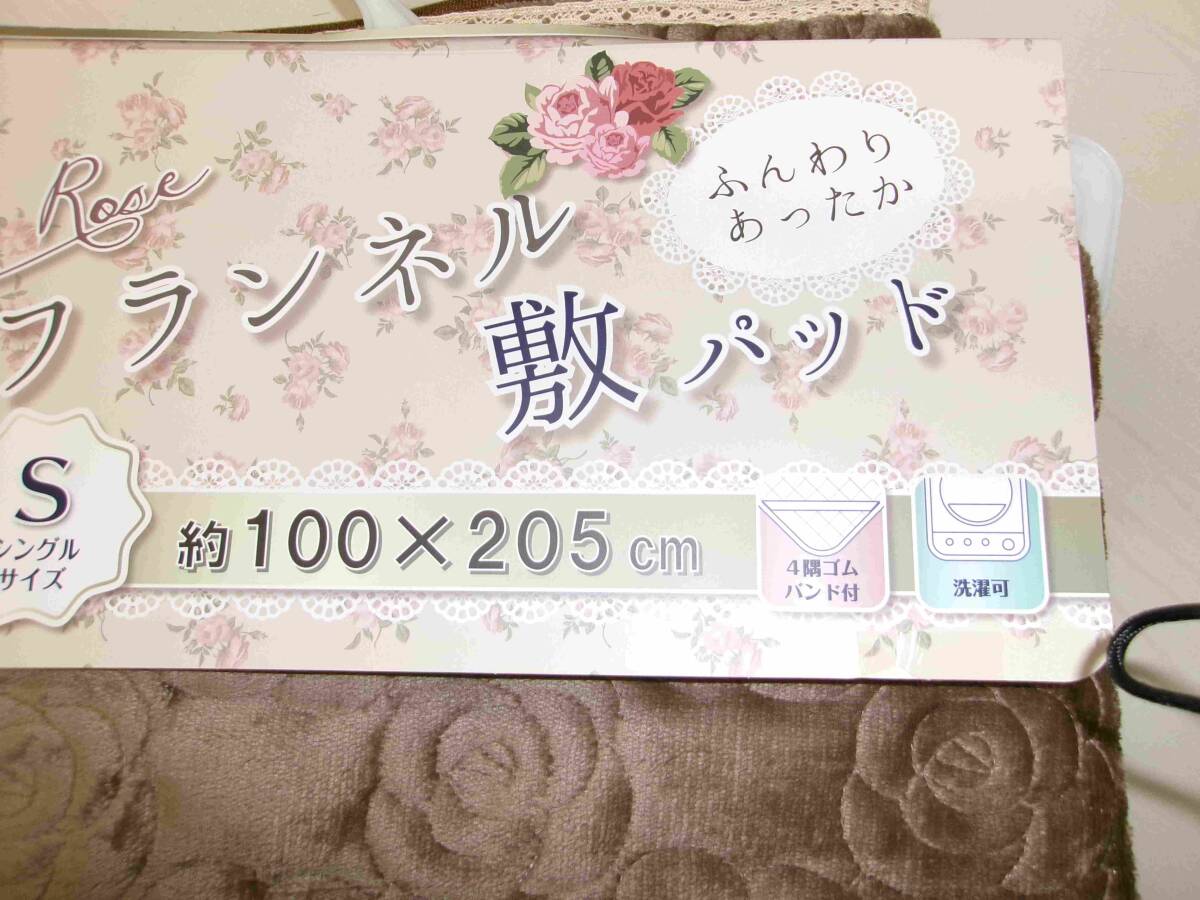 Rose
フランネル
敷パッド
ふんわり
あったか
S
シングル
サイズ
約100×205cm
4隅ゴム
バンド付
洗濯可